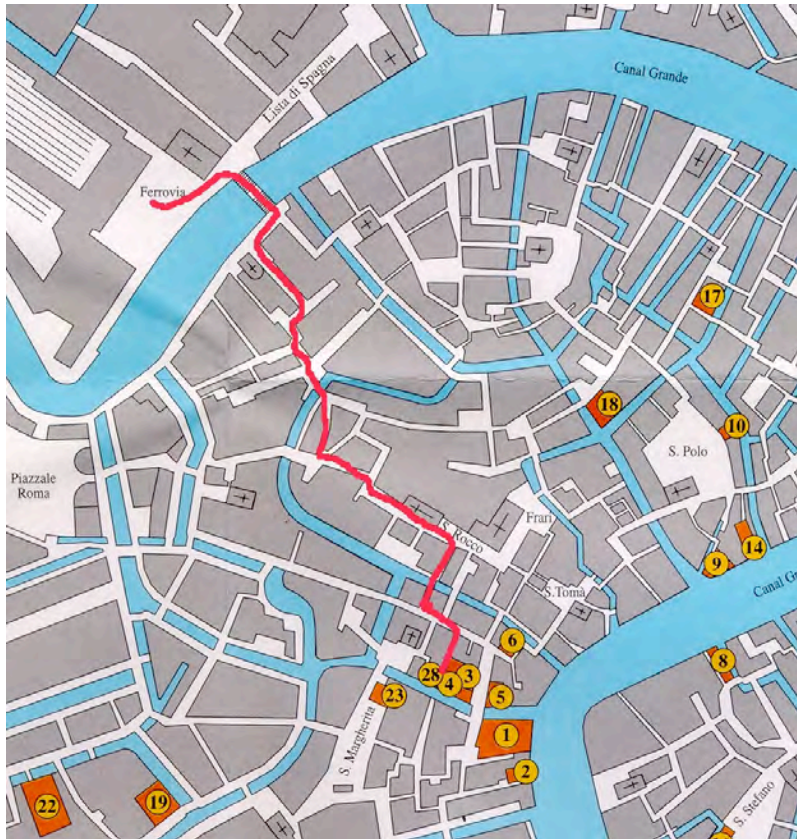 Canal Grande
Lista di Spagna
Ferrovia
17
18
10
S. Polo
Piazzale
Roma
Frari
S. Rocco
14
9
S.Tomà
Canal G
6
8
28
4
3
23
5
1
S. Margherita
2
22
19
S. Stefano